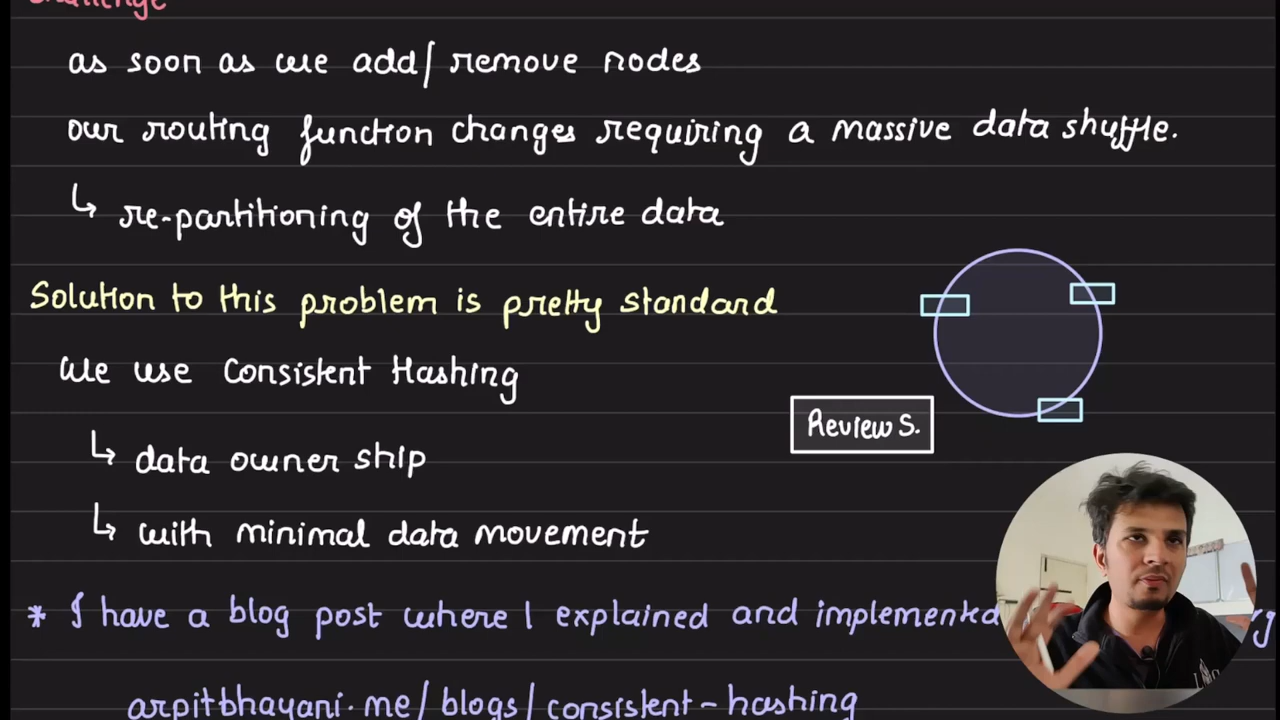 challenge
as soon as we add/ remove nodes
our routing function changes requiring a massive data shuffle.
↳ re-partitioning of the entire data
Solution to this problem is pretty standard
We use Consistent Hashing
Review S.
↳ data owner ship
↳ with minimal data movement
* I have a blog post where I explained and implemented
arpitbhayani.me/blogs/consistent-hashing